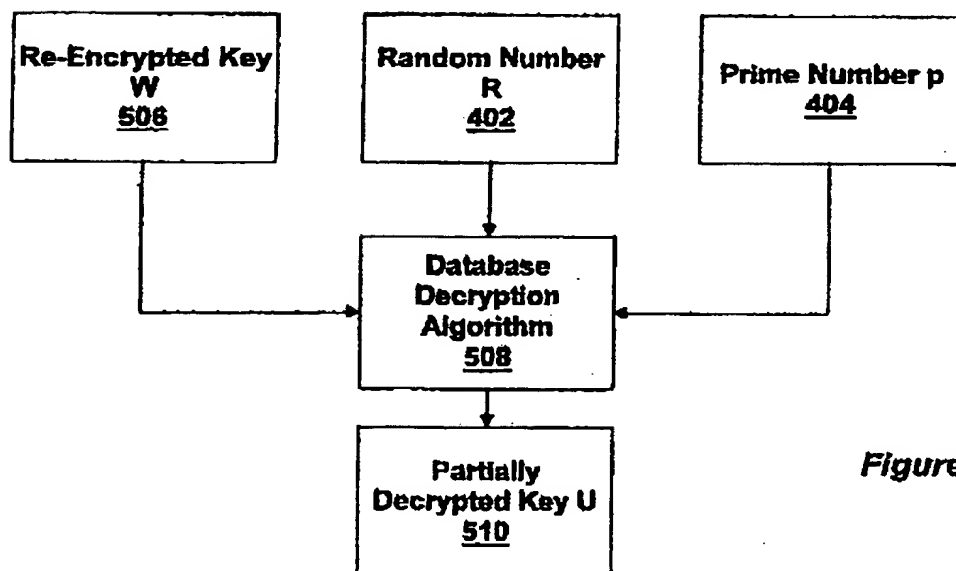 Re-Encrypted Key
W
506
Random Number
R
402
Prime Number p
404
Database
Decryption
Algorithm
508
Partially
Decrypted Key U
510
Figure